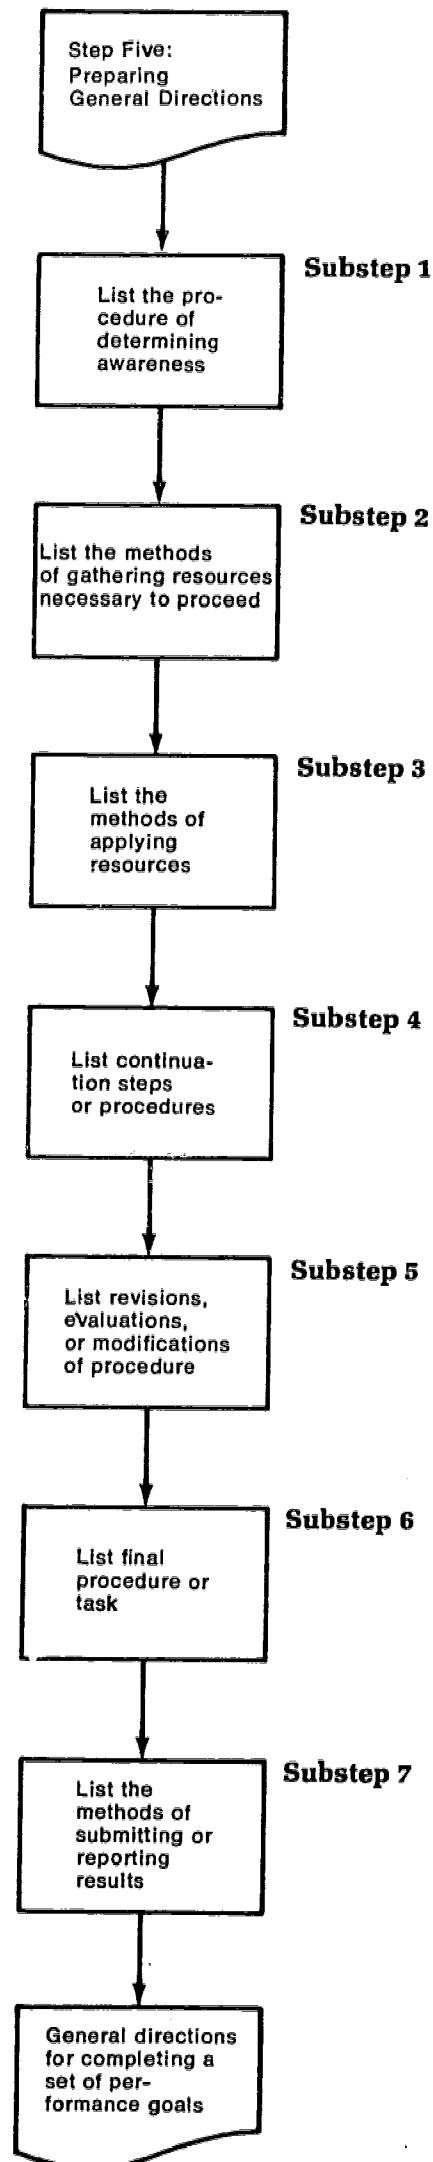 Step Five:
Preparing
General Directions
Substep 1
List the pro-
cedure of
determining
awareness
Substep 2
List the methods
of gathering resources
necessary to proceed
Substep 3
List the
methods of
applying
resources
Substep 4
List continua-
tion steps
or procedures
Substep 5
List revisions,
evaluations,
or modifications
of procedure
Substep 6
List final
procedure or
task
Substep 7
List the
methods of
submitting or
reporting
results
General directions
for completing a
set of per-
formance goals